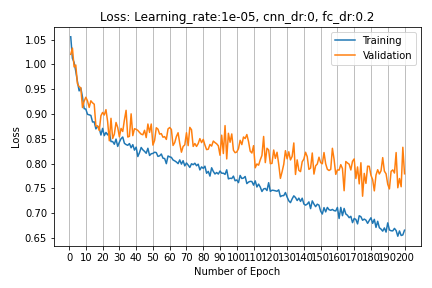 Loss: Learning_rate:1e-05, cnn_dr:0, fc_dr:0.2
Training
Validation
Loss
1.05
1.00
0.95
0.90
0.85
0.80
0.75
0.70
0.65
0 10 20 30 40 50 60 70 80 90 100 110 120 130 140 150 160 170 180 190 200
Number of Epoch